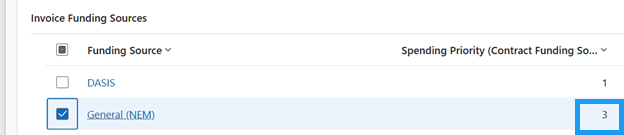 Invoice Funding Sources
Funding Source Spending Priority (Contract Funding So...
DASIS 1
General (NEM) 3